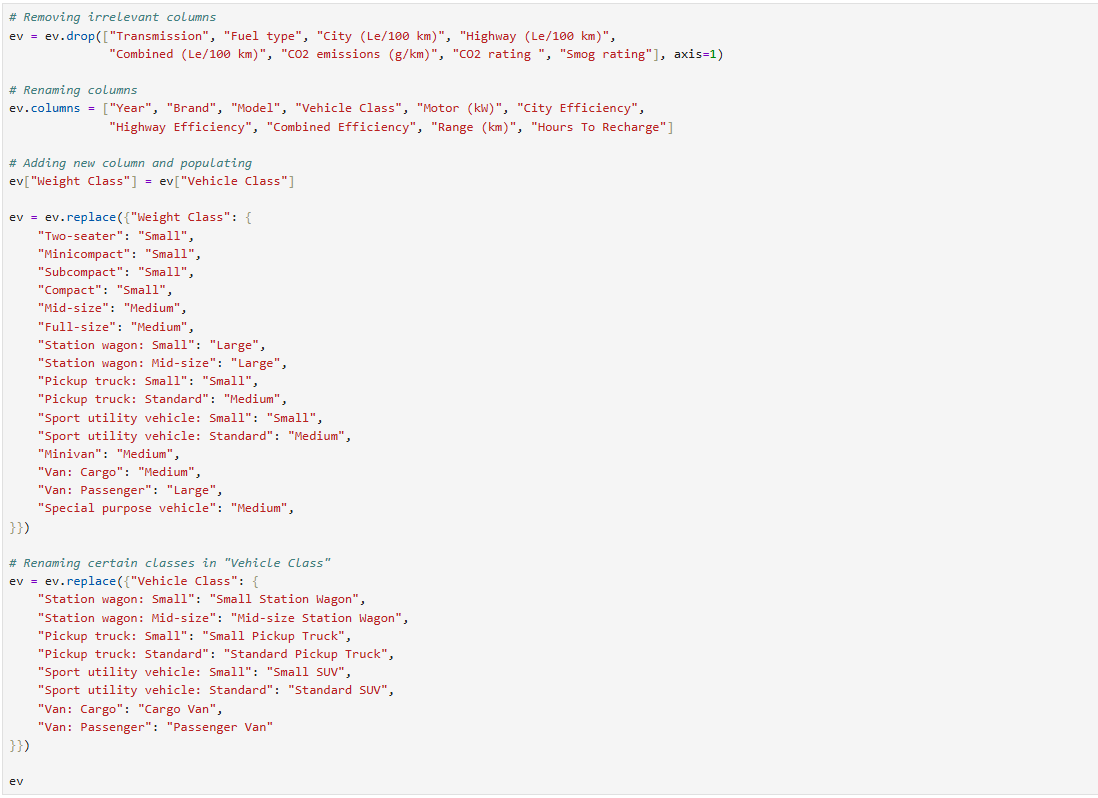 # Removing irrelevant columns
ev = ev.drop(["Transmission", "Fuel type", "City (Le/100 km)", "Highway (Le/100 km)",
              "Combined (Le/100 km)", "CO2 emissions (g/km)", "CO2 rating ", "Smog rating"], axis=1)

# Renaming columns
ev.columns = ["Year", "Brand", "Model", "Vehicle Class", "Motor (kW)", "City Efficiency",
              "Highway Efficiency", "Combined Efficiency", "Range (km)", "Hours To Recharge"]

# Adding new column and populating
ev["Weight Class"] = ev["Vehicle Class"]

ev = ev.replace({"Weight Class": {
    "Two-seater": "Small",
    "Minicompact": "Small",
    "Subcompact": "Small",
    "Compact": "Small",
    "Mid-size": "Medium",
    "Full-size": "Medium",
    "Station wagon: Small": "Large",
    "Station wagon: Mid-size": "Large",
    "Pickup truck: Small": "Small",
    "Pickup truck: Standard": "Medium",
    "Sport utility vehicle: Small": "Small",
    "Sport utility vehicle: Standard": "Medium",
    "Minivan": "Medium",
    "Van: Cargo": "Medium",
    "Van: Passenger": "Large",
    "Special purpose vehicle": "Medium",
}})

# Renaming certain classes in "Vehicle Class"
ev = ev.replace({"Vehicle Class": {
    "Station wagon: Small": "Small Station Wagon",
    "Station wagon: Mid-size": "Mid-size Station Wagon",
    "Pickup truck: Small": "Small Pickup Truck",
    "Pickup truck: Standard": "Standard Pickup Truck",
    "Sport utility vehicle: Small": "Small SUV",
    "Sport utility vehicle: Standard": "Standard SUV",
    "Van: Cargo": "Cargo Van",
    "Van: Passenger": "Passenger Van"
}})

ev